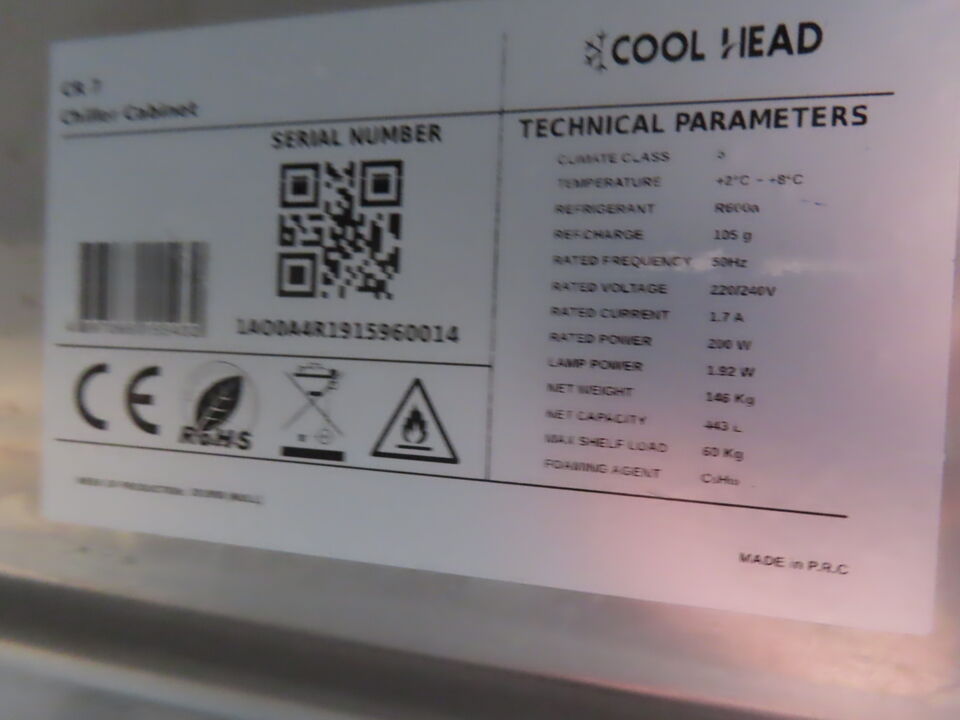 CR 7
Chiller Cabinet
COOL HEAD
SERIAL NUMBER
1AO0A4R1915960014
CE
RoHS
TECHNICAL PARAMETERS
CLIMATE CLASS
TEMPERATURE +2°C ~ +8°C
REFRIGERANT R600a
REF.CHARGE 105 g
RATED FREQUENCY 50Hz
RATED VOLTAGE 220/240V
RATED CURRENT 1.7 A
RATED POWER 200 W
LAMP POWER 1.92 W
NET WEIGHT 146 Kg
NET CAPACITY 443 L
MAX SHELF LOAD 60 Kg
FOAMING AGENT
MADE in P.R.C